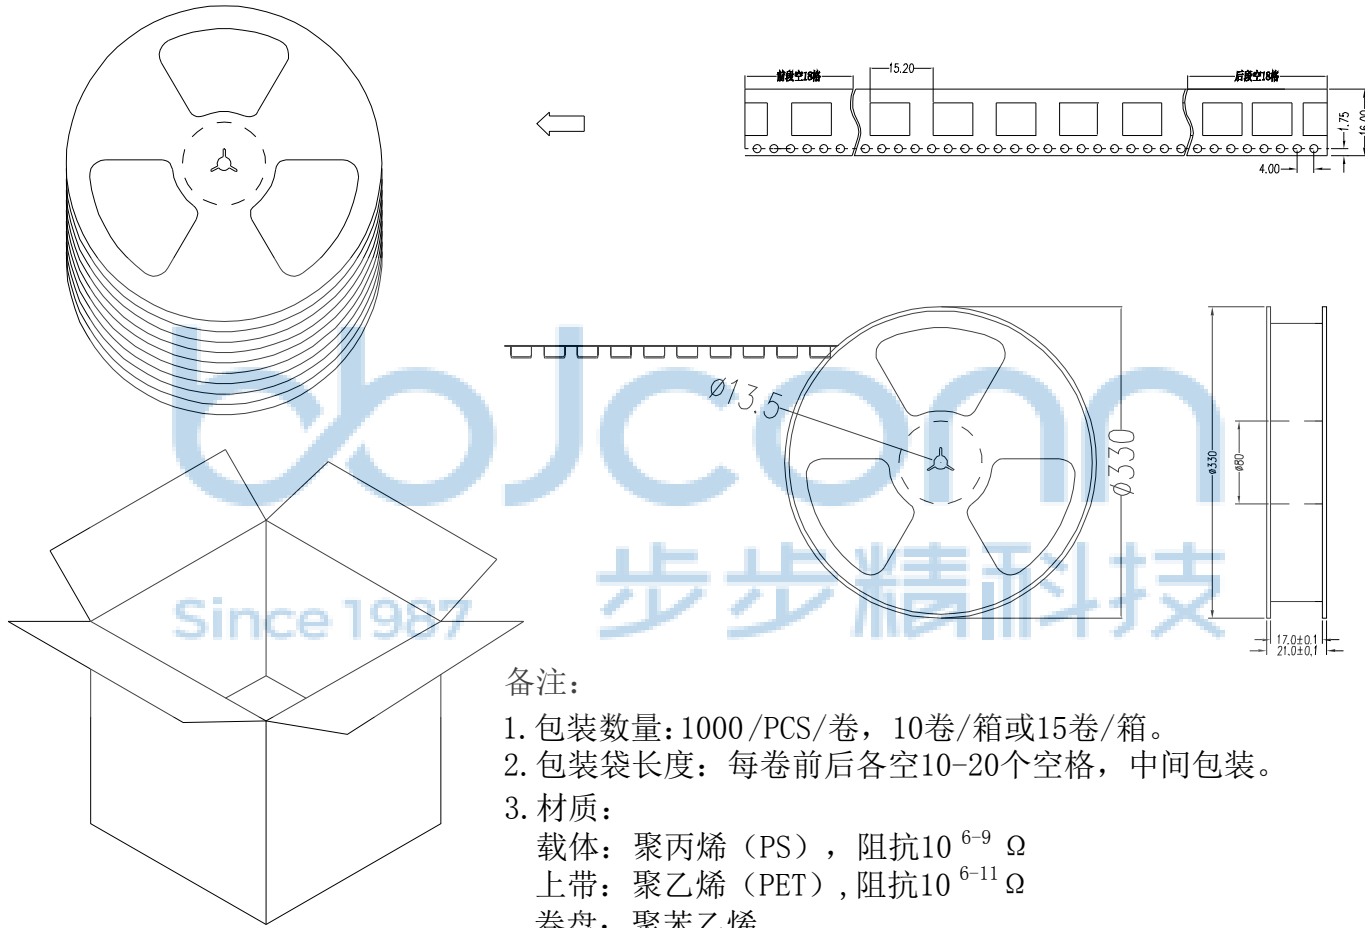 前段空18格
15.20
后段空18格
1.75
16.00
4.00
bbjconn
步步精科技
Since 1987
ø13.5
ø330
ø330
ø80
17.0±0.1
21.0±0.1
备注：
1.包装数量:1000/PCS/卷，10卷/箱或15卷/箱。
2.包装袋长度：每卷前后各空10-20个空格，中间包装。
3.材质：
载体：聚丙烯（PS），阻抗10 6-9 Ω
上带：聚乙烯（PET）,阻抗10 6-11 Ω
卷盘：聚苯乙烯